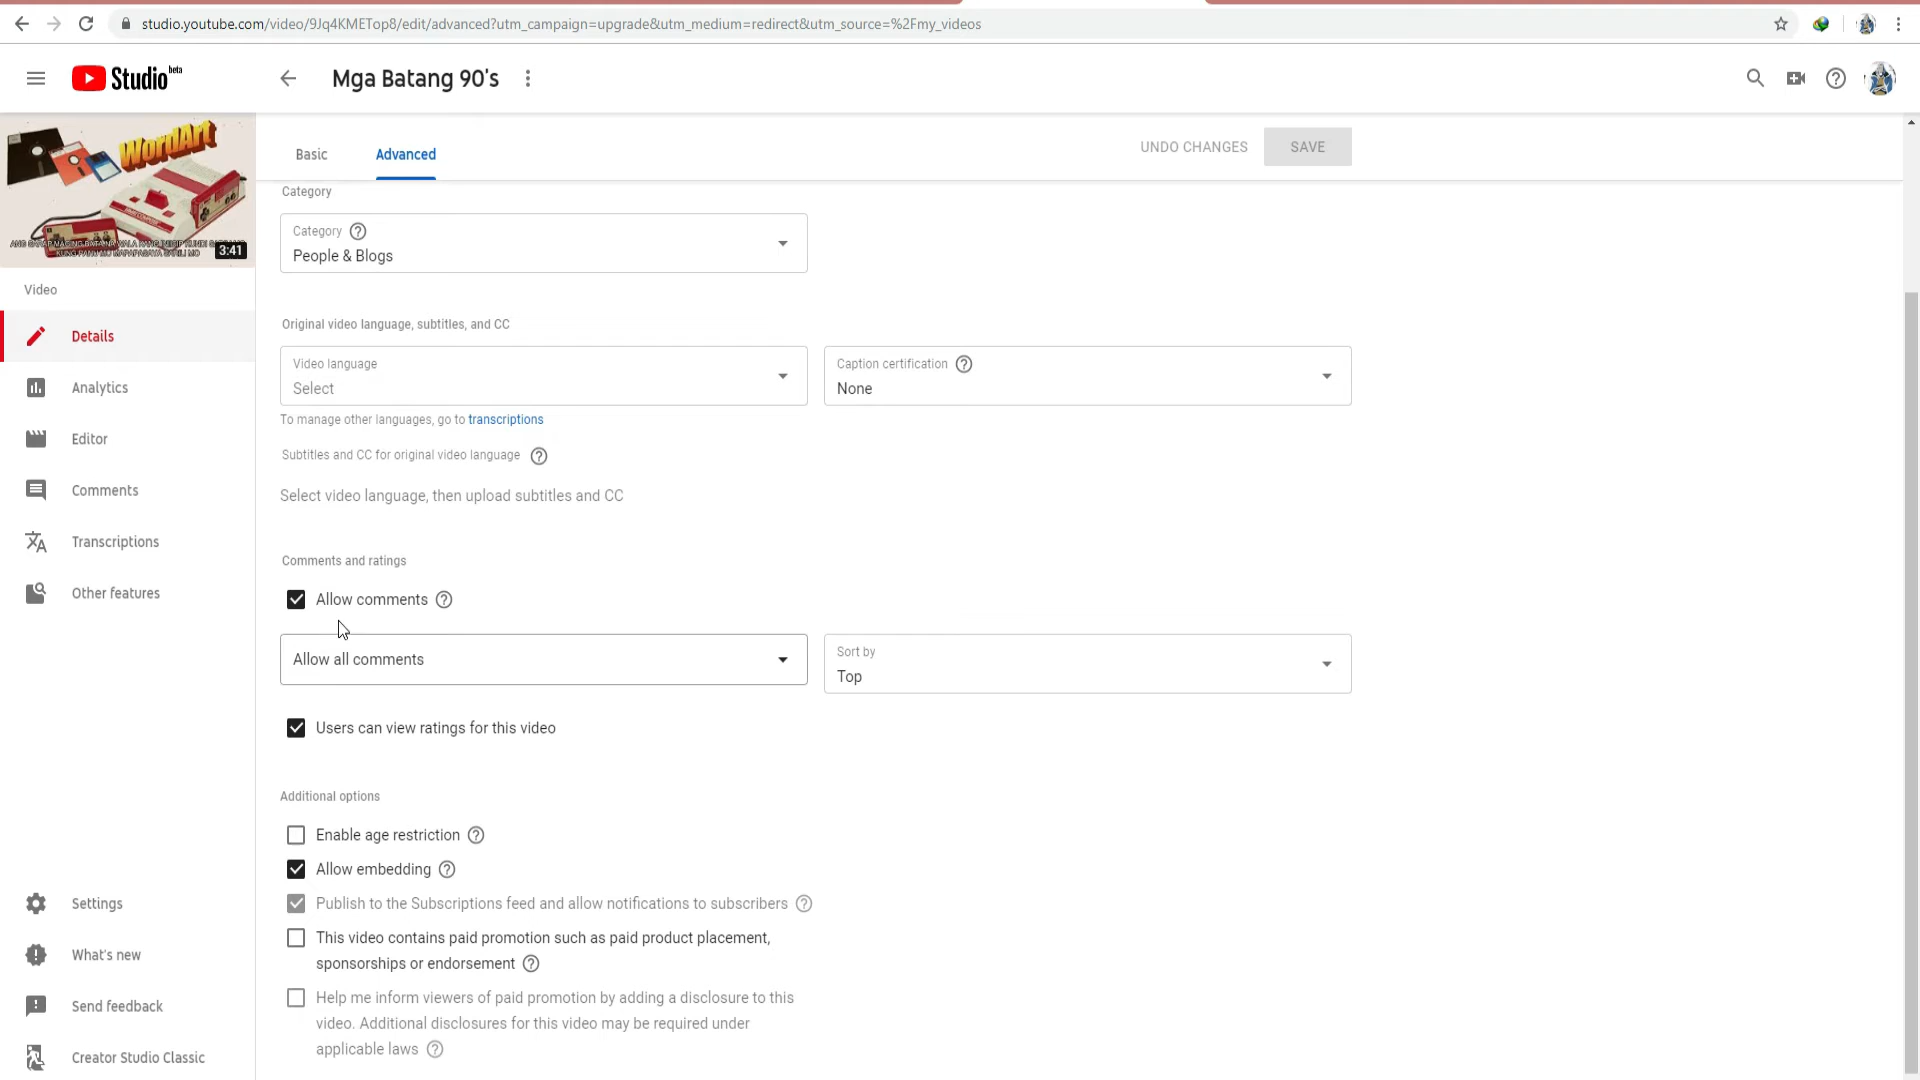 studio.youtube.com/video/9Jq4KMETop8/edit/advanced?utm_campaign=upgrade&utm_medium=redirect&utm_source=%2Fmy_videos
Studio beta
Mga Batang 90's
WordArt
3:41
Basic
Advanced
UNDO CHANGES
SAVE
Video
Details
Analytics
Editor
Comments
Transcriptions
Other features
Settings
What's new
Send feedback
Creator Studio Classic
Category
Category
People & Blogs
Original video language, subtitles, and CC
Video language
Select
Caption certification
None
To manage other languages, go to transcriptions
Subtitles and CC for original video language
Select video language, then upload subtitles and CC
Comments and ratings
Allow comments
Allow all comments
Sort by
Top
Users can view ratings for this video
Additional options
Enable age restriction
Allow embedding
Publish to the Subscriptions feed and allow notifications to subscribers
This video contains paid promotion such as paid product placement,
sponsorships or endorsement
Help me inform viewers of paid promotion by adding a disclosure to this
video. Additional disclosures for this video may be required under
applicable laws